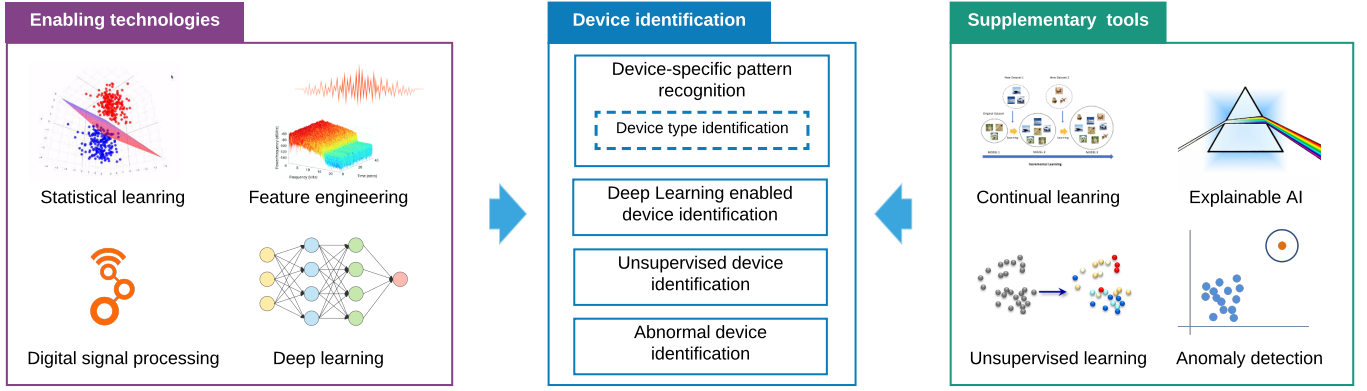 Enabling technologies
Statistical leanring
Feature engineering
Digital signal processing
Deep learning
Device identification
Device-specific pattern
recognition
Device type identification
Deep Learning enabled
device identification
Unsupervised device
identification
Abnormal device
identification
Supplementary tools
Continual leanring
Explainable AI
Unsupervised learning
Anomaly detection